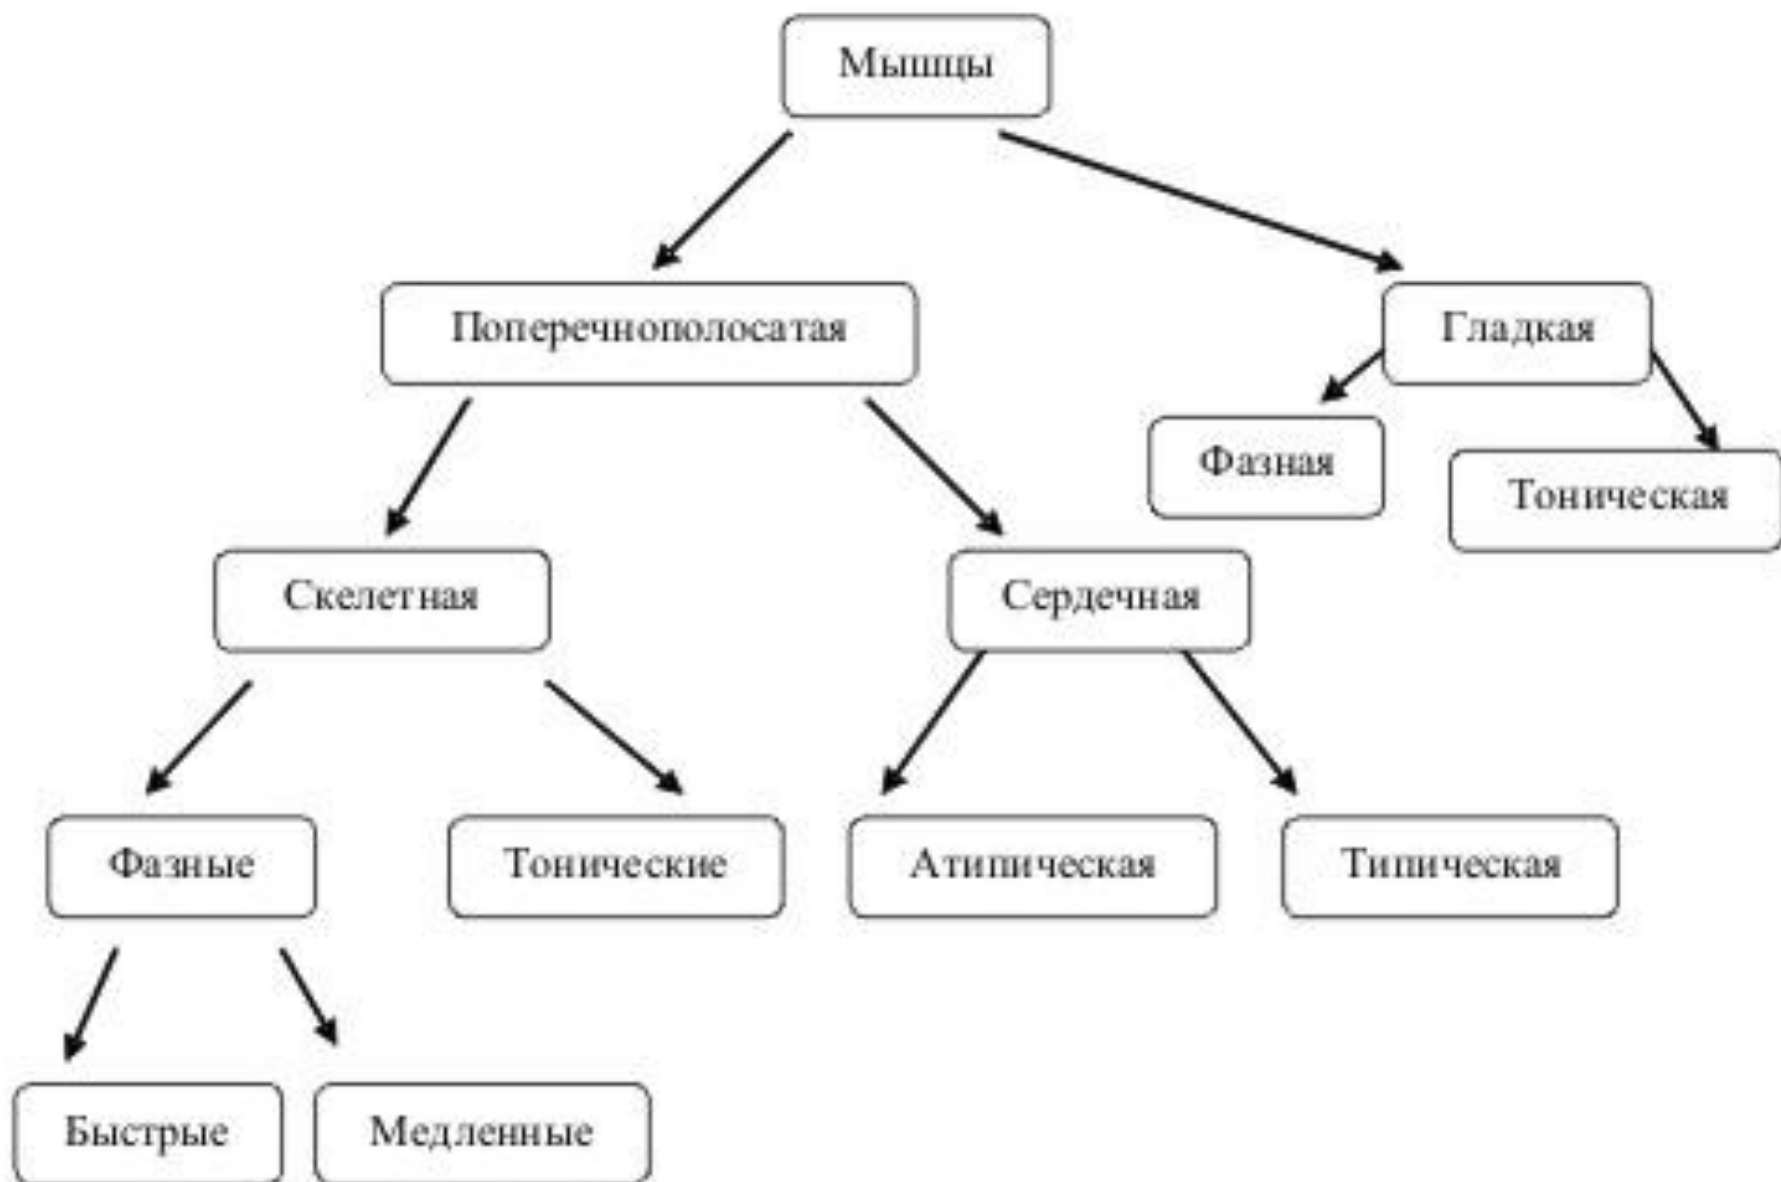 Мышцы
Поперечнополосатая
Гладкая
Фазная
Тоническая
Скелетная
Сердечная
Фазные
Тонические
Атипическая
Типическая
Быстрые
Медленные